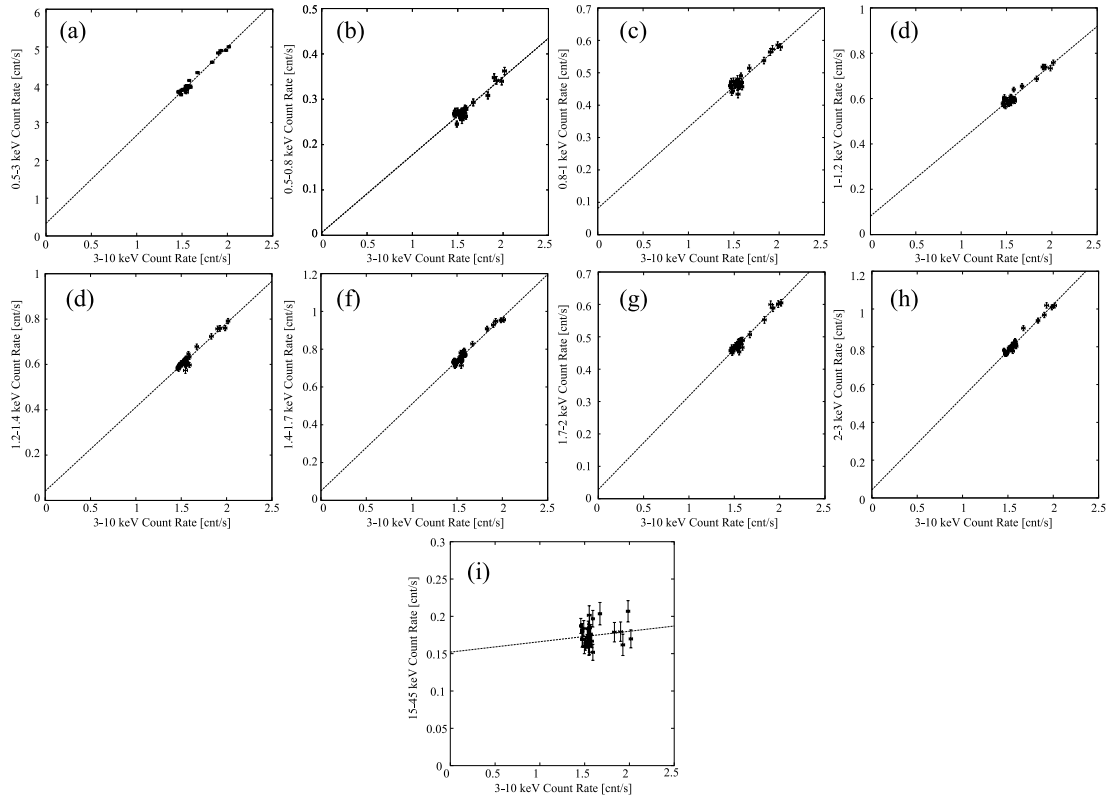 (a)
0.5-3 keV Count Rate [cnt/s]
6
5
4
3
2
1
0
0 0.5 1 1.5 2 2.5
3-10 keV Count Rate [cnt/s]
(b)
0.5-0.8 keV Count Rate [cnt/s]
0.5
0.4
0.3
0.2
0.1
0
0 0.5 1 1.5 2 2.5
3-10 keV Count Rate [cnt/s]
(c)
0.8-1 keV Count Rate [cnt/s]
0.8
0.7
0.6
0.5
0.4
0.3
0.2
0.1
0
0 0.5 1 1.5 2 2.5
3-10 keV Count Rate [cnt/s]
(d)
1-1.2 keV Count Rate [cnt/s]
1
0.8
0.6
0.4
0.2
0
0 0.5 1 1.5 2 2.5
3-10 keV Count Rate [cnt/s]
(d)
1.2-1.4 keV Count Rate [cnt/s]
1
0.8
0.6
0.4
0.2
0
0 0.5 1 1.5 2 2.5
3-10 keV Count Rate [cnt/s]
(f)
1.4-1.7 keV Count Rate [cnt/s]
1.2
1
0.8
0.6
0.4
0.2
0
0 0.5 1 1.5 2 2.5
3-10 keV Count Rate [cnt/s]
(g)
1.7-2 keV Count Rate [cnt/s]
0.7
0.6
0.5
0.4
0.3
0.2
0.1
0
0 0.5 1 1.5 2 2.5
3-10 keV Count Rate [cnt/s]
(h)
2-3 keV Count Rate [cnt/s]
1.2
1
0.8
0.6
0.4
0.2
0
0 0.5 1 1.5 2 2.5
3-10 keV Count Rate [cnt/s]
(i)
15-45 keV Count Rate [cnt/s]
0.3
0.25
0.2
0.15
0.1
0.05
0
0 0.5 1 1.5 2 2.5
3-10 keV Count Rate [cnt/s]